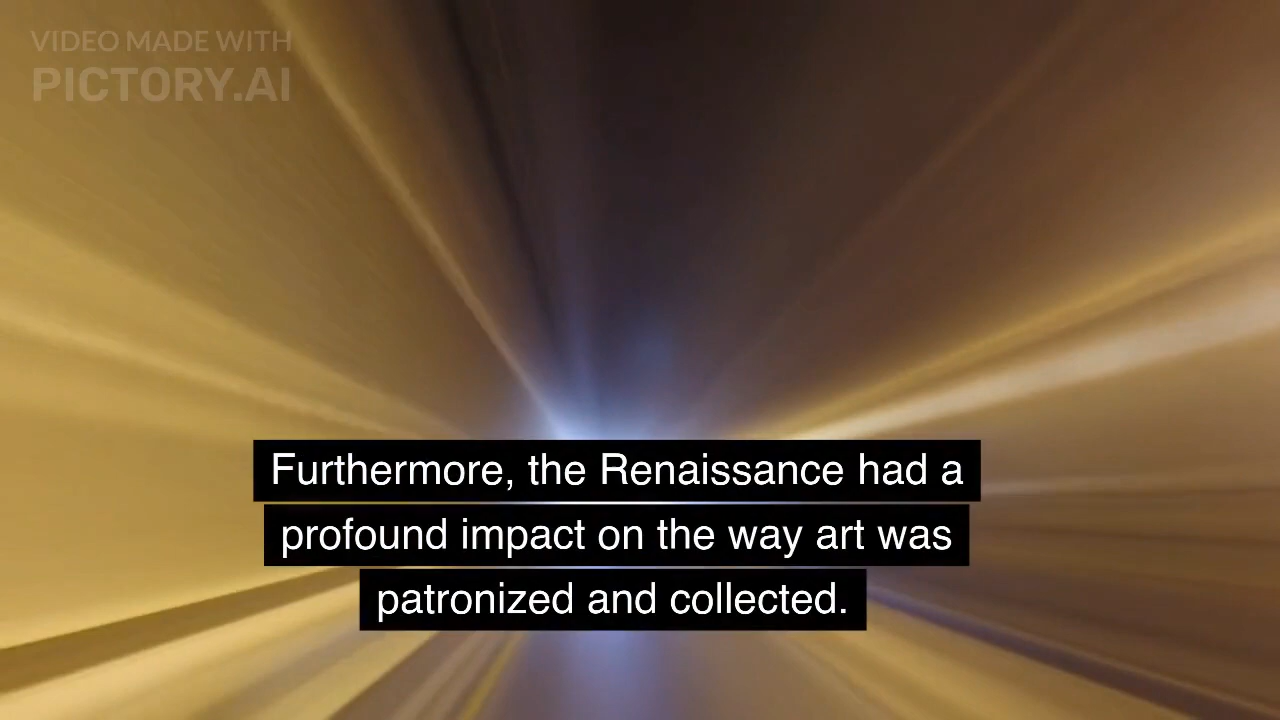 VIDEO MADE WITH
PICTORY.AI
Furthermore, the Renaissance had a
profound impact on the way art was
patronized and collected.